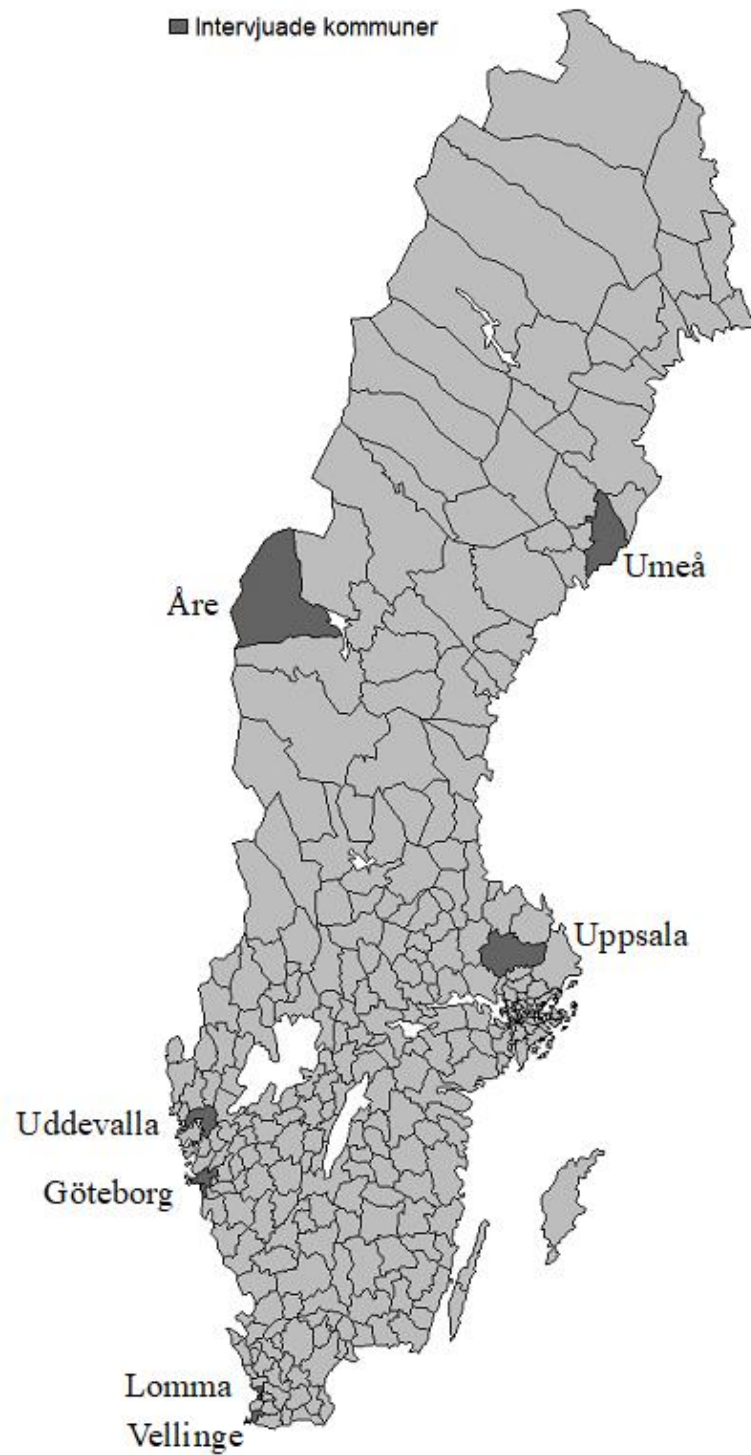 Intervjuade kommuner
Umeå
Åre
Uppsala
Uddevalla
Göteborg
Lomma
Vellinge